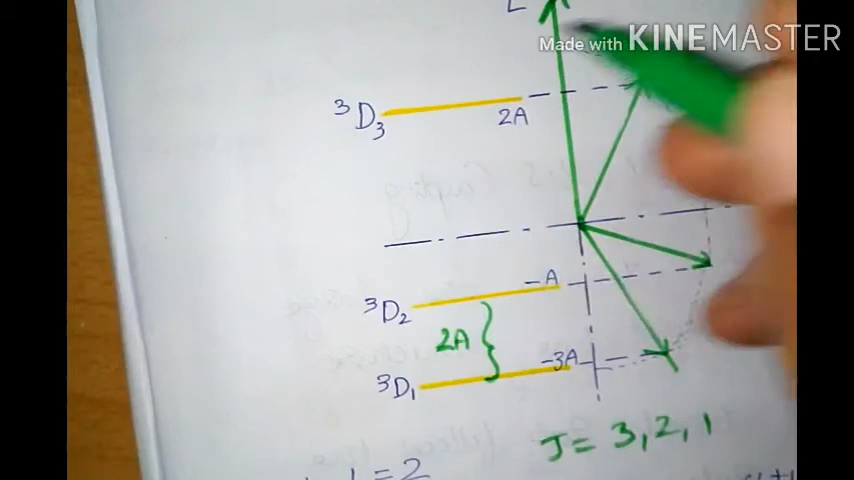 L
Made with KINEMASTER
³D₃
2A
-A
³D₂
2A
-3A
³D₁
J = 3, 2, 1
l = 2